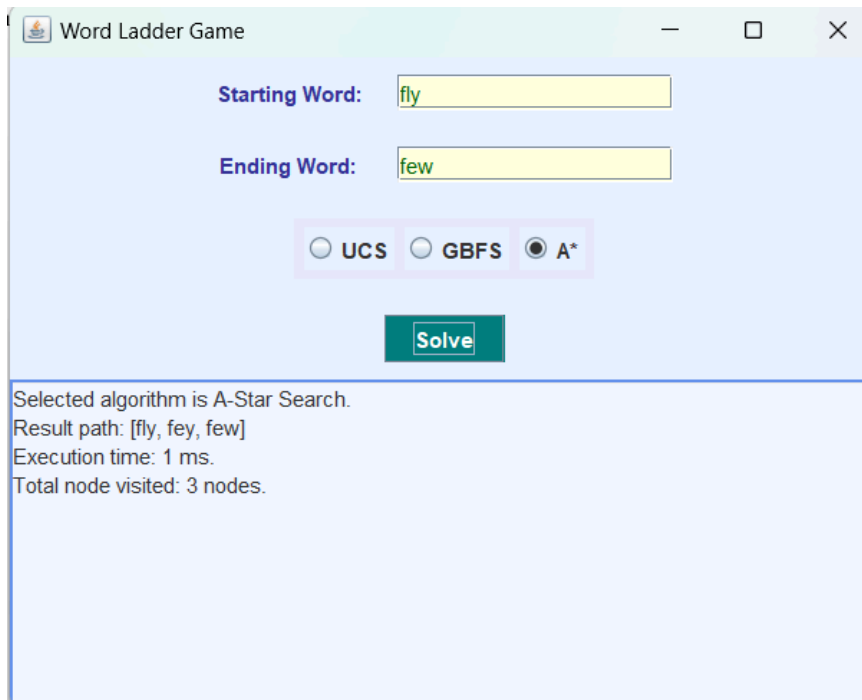 Word Ladder Game
Starting Word: fly
Ending Word: few
UCS GBFS A*
Solve
Selected algorithm is A-Star Search.
Result path: [fly, fey, few]
Execution time: 1 ms.
Total node visited: 3 nodes.